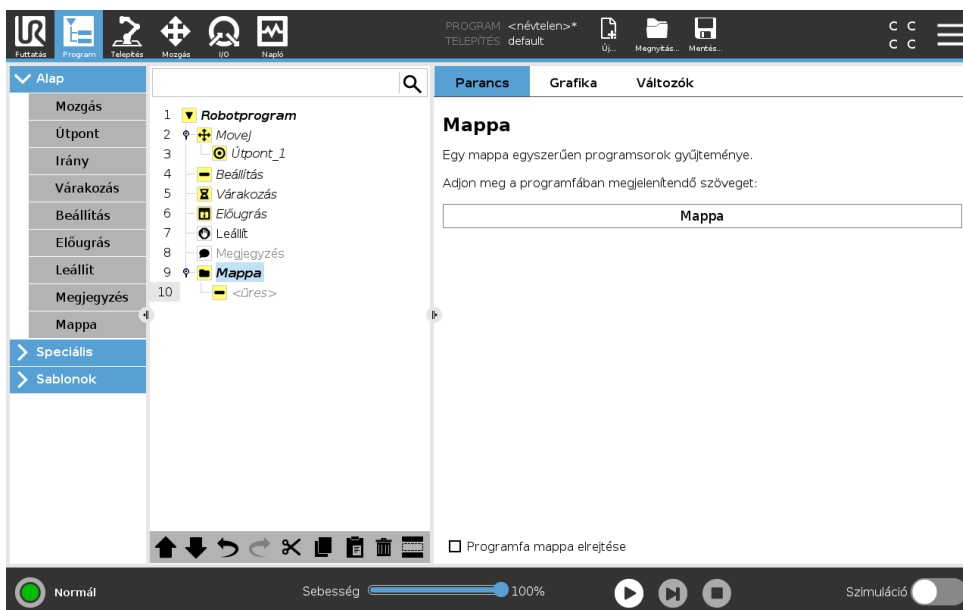 UR
Futtatás Program Telepítés Mozgás I/O Napló
PROGRAM <névtelen>*
TELEPÍTÉS default
Új... Megnyitás... Mentés...
C C
C C
Alap
Mozgás
Útpont
Irány
Várakozás
Beállítás
Előugrás
Leállít
Megjegyzés
Mappa
Speciális
Sablonok
1 Robotprogram
2 MoveJ
3 Útpont_1
4 Beállítás
5 Várakozás
6 Előugrás
7 Leállít
8 Megjegyzés
9 Mappa
10 <üres>
Parancs Grafika Változók
Mappa
Egy mappa egyszerűen programsorok gyűjteménye.
Adjon meg a programfában megjelenítendő szöveget:
Mappa
Programfa mappa elrejtése
Normál
Sebesség 100%
Szimuláció